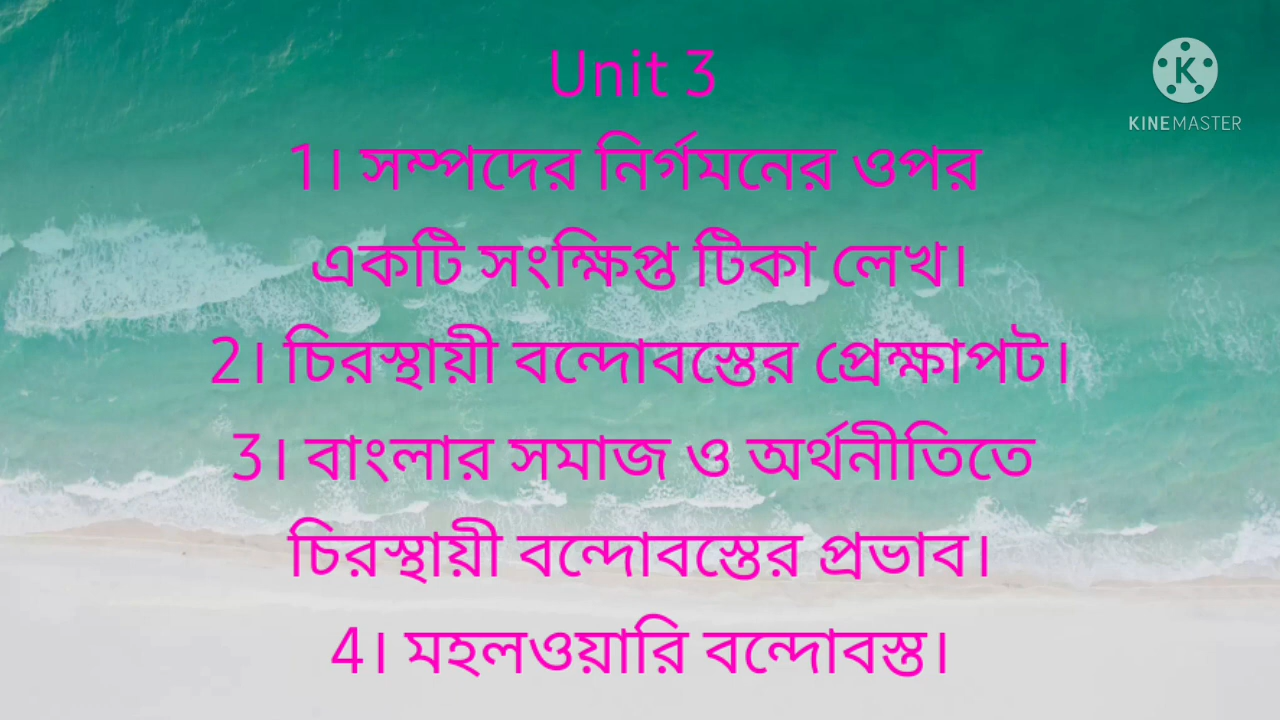 Unit 3
KINEMASTER
1। সম্পদের নির্গমনের ওপর
একটি সংক্ষিপ্ত টিকা লেখ।
2। চিরস্থায়ী বন্দোবস্তের প্রেক্ষাপট।
3। বাংলার সমাজ ও অর্থনীতিতে
চিরস্থায়ী বন্দোবস্তের প্রভাব।
4। মহলওয়ারি বন্দোবস্ত।